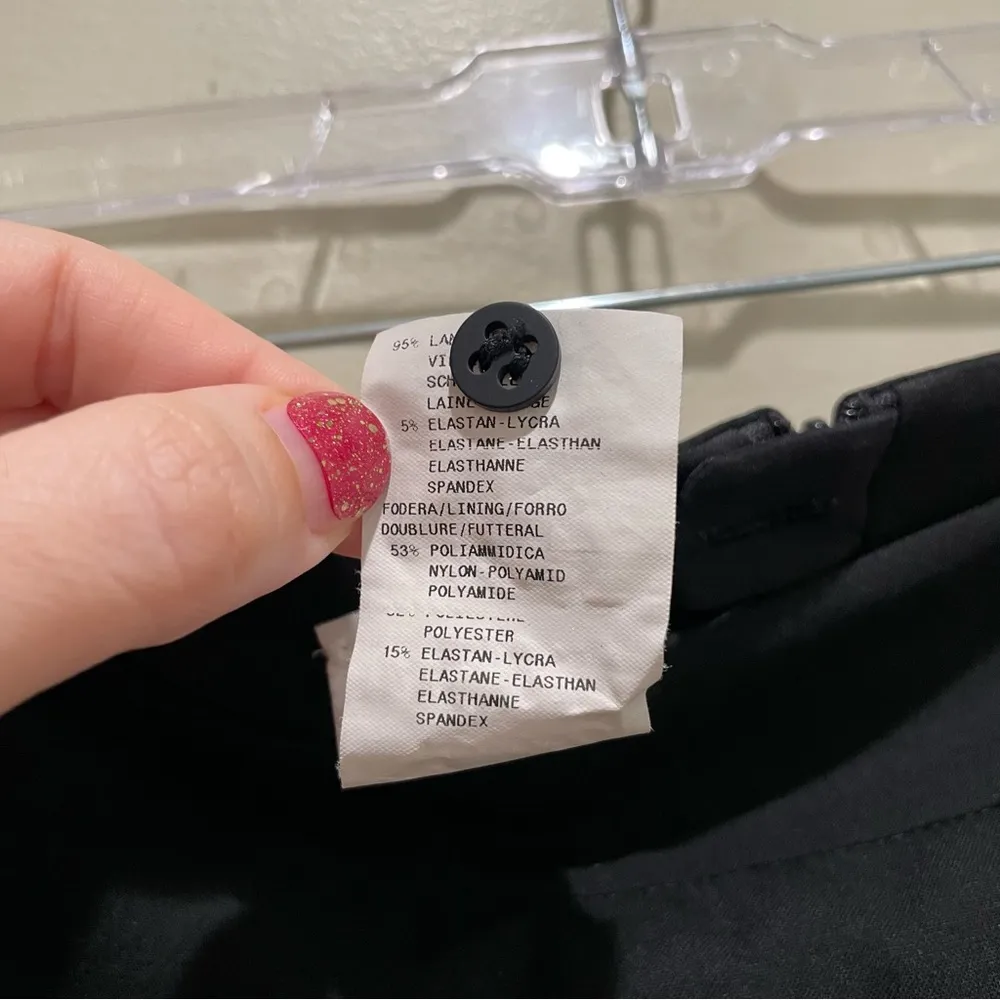 95%
5% ELASTAN-LYCRA
ELASTANE-ELASTHAN
ELASTHANNE
SPANDEX
FODERA/LINING/FORRO
DOUBLURE/FUTTERAL
53% POLIAMMIDICA
NYLON-POLYAMID
POLYAMIDE
POLYESTER
15% ELASTAN-LYCRA
ELASTANE-ELASTHAN
ELASTHANNE
SPANDEX